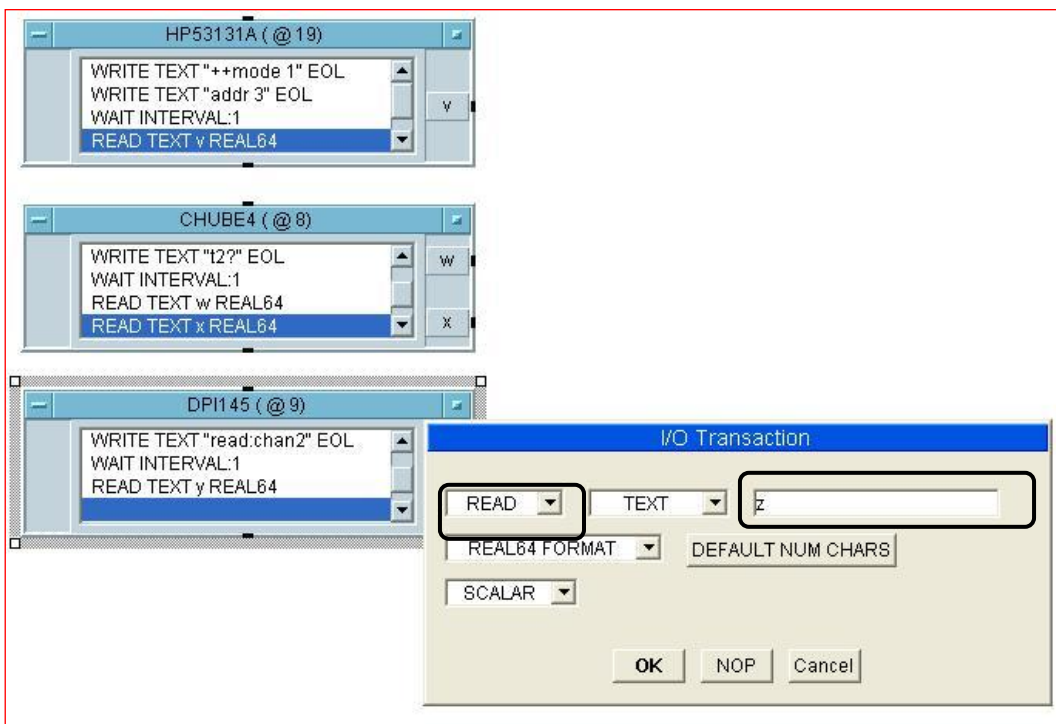 HP53131A ( @ 19)
WRITE TEXT "++mode 1" EOL
WRITE TEXT "addr 3" EOL
WAIT INTERVAL:1
READ TEXT v REAL64
V
CHUBE4 ( @ 8)
WRITE TEXT "t2?" EOL
WAIT INTERVAL:1
READ TEXT w REAL64
READ TEXT x REAL64
W
X
DPI145 ( @ 9)
WRITE TEXT "read:chan2" EOL
WAIT INTERVAL:1
READ TEXT y REAL64
I/O Transaction
READ TEXT z
REAL64 FORMAT DEFAULT NUM CHARS
SCALAR
OK NOP Cancel